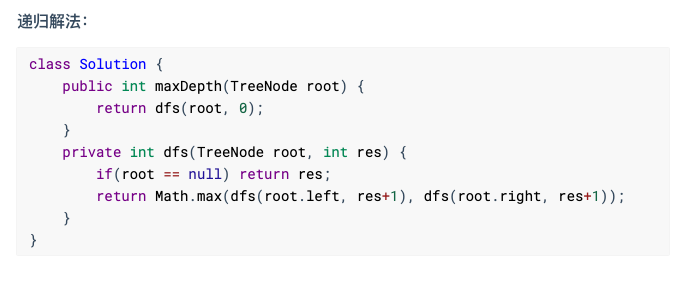 递归解法：
class Solution {
    public int maxDepth(TreeNode root) {
        return dfs(root, 0);
    }
    private int dfs(TreeNode root, int res) {
        if(root == null) return res;
        return Math.max(dfs(root.left, res+1), dfs(root.right, res+1));
    }
}